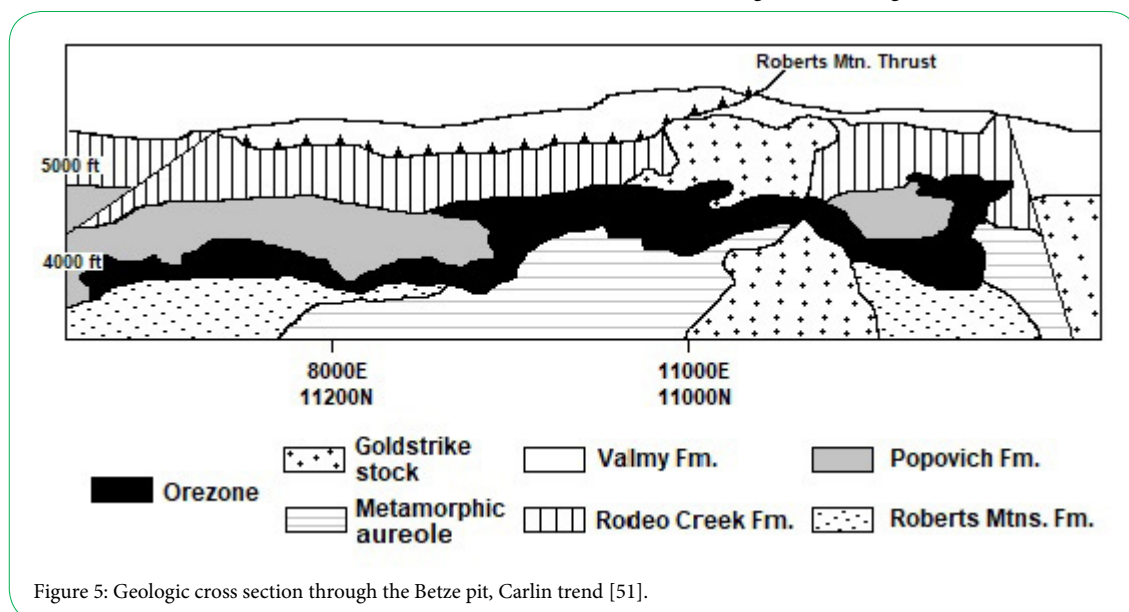 Roberts Mtn. Thrust
5000 ft
4000 ft
8000E
11200N
11000E
11000N
Goldstrike
stock
Valmy Fm.
Popovich Fm.
Orezone
Metamorphic
aureole
Rodeo Creek Fm.
Roberts Mtns. Fm.
Figure 5: Geologic cross section through the Betze pit, Carlin trend [51].